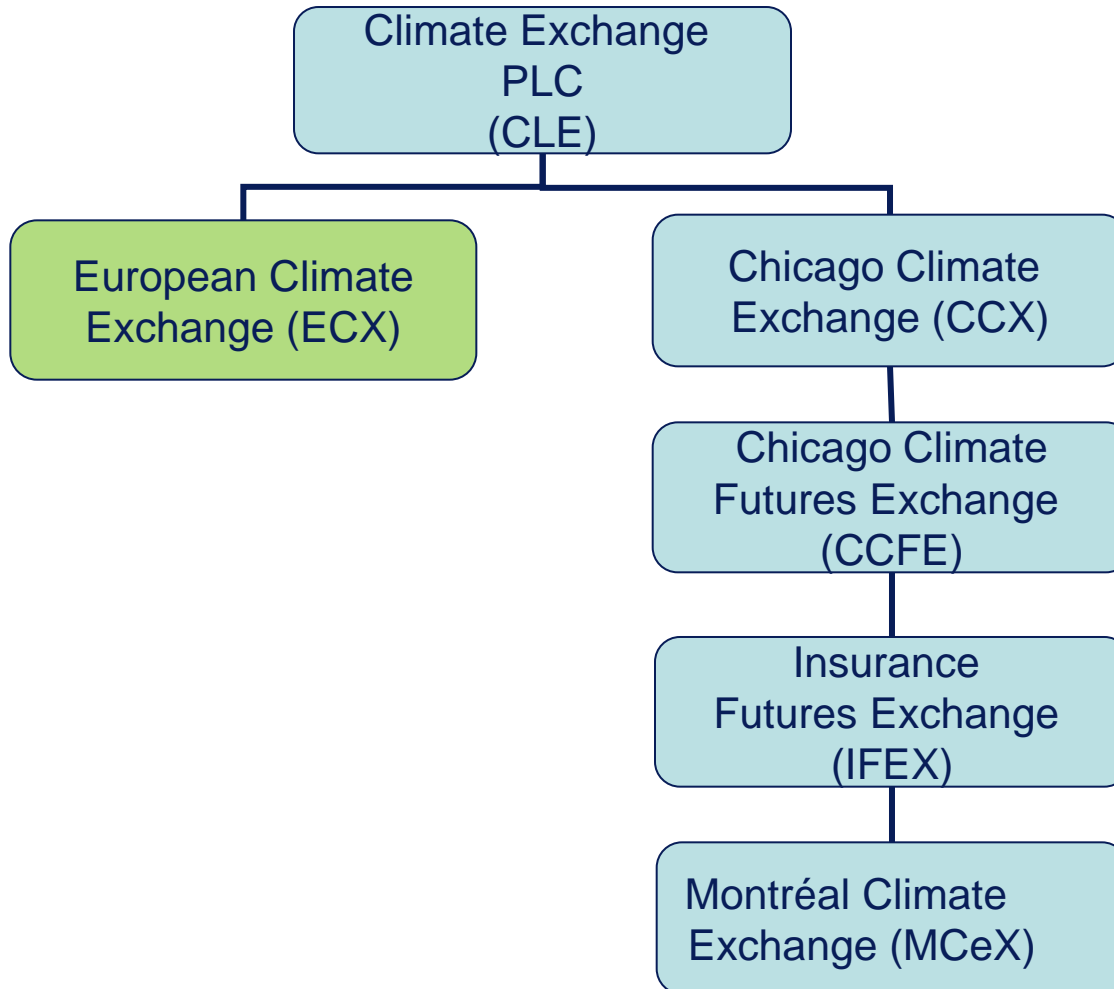 Climate Exchange
PLC
(CLE)
European Climate
Exchange (ECX)
Chicago Climate
Exchange (CCX)
Chicago Climate
Futures Exchange
(CCFE)
Insurance
Futures Exchange
(IFEX)
Montréal Climate
Exchange (MCeX)